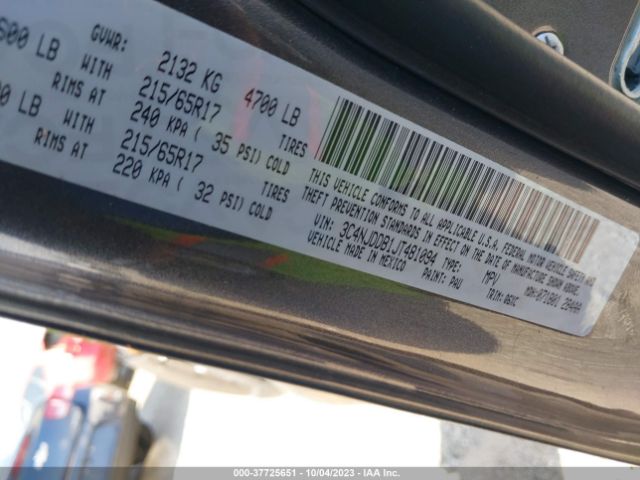 GVWR: 2132 KG 4700 LB
600 LB WITH 215/65R17 TIRES
RIMS AT 240 KPA ( 35 PSI) COLD
00 LB WITH 215/65R17 TIRES
RIMS AT 220 KPA ( 32 PSI) COLD
THIS VEHICLE CONFORMS TO ALL APPLICABLE U.S.A. FEDERAL MOTOR VEHICLE SAFETY AND
THEFT PREVENTION STANDARDS IN EFFECT ON THE DATE OF MANUFACTURE SHOWN ABOVE.
VIN: 3C4NJDDB1JT481094 TYPE: MPV
VEHICLE MADE IN MEXICO PAINT: PAU TRIM:
000-37725651 | 10/04/2023 | IAA Inc.